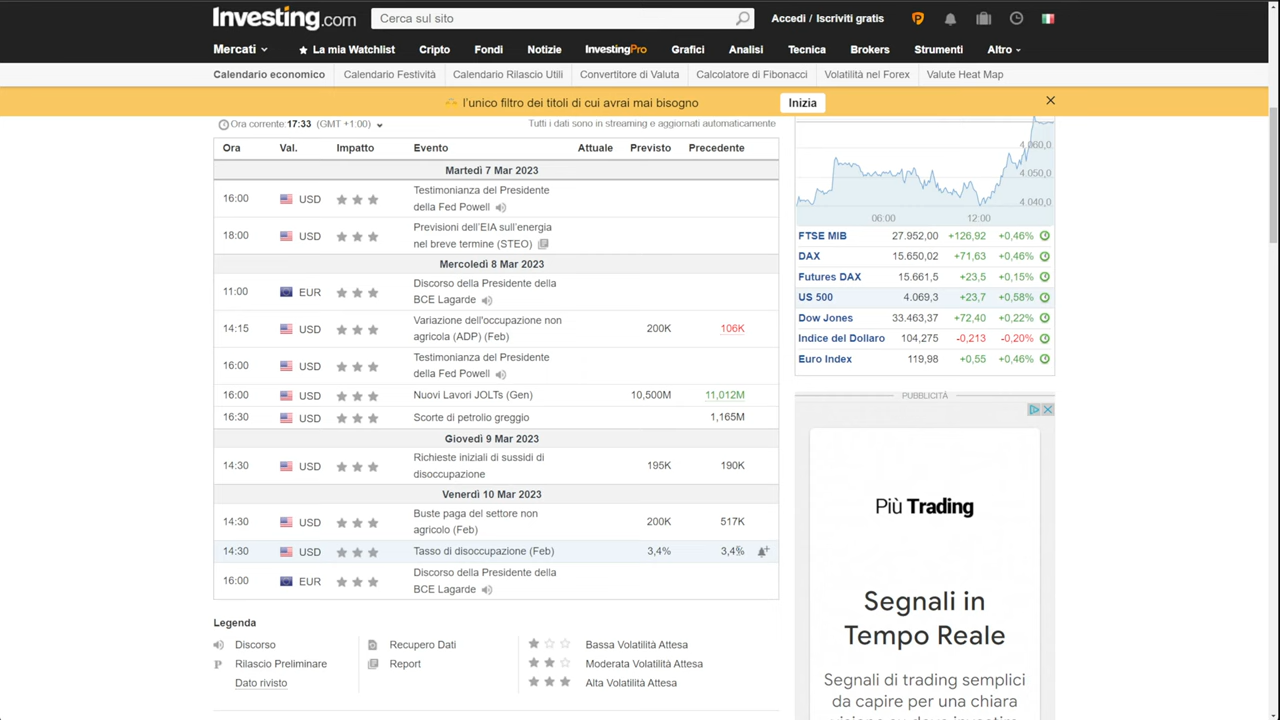 Investing.com
Cerca sul sito
Accedi / Iscriviti gratis
Mercati
La mia Watchlist
Cripto
Fondi
Notizie
InvestingPro
Grafici
Analisi
Tecnica
Brokers
Strumenti
Altro
Calendario economico
Calendario Festività
Calendario Rilascio Utili
Convertitore di Valuta
Calcolatore di Fibonacci
Volatilità nel Forex
Valute Heat Map
l'unico filtro dei titoli di cui avrai mai bisogno
Inizia
Ora corrente: 17:33 (GMT +1:00)
Tutti i dati sono in streaming e aggiornati automaticamente
Ora Val. Impatto Evento Attuale Previsto Precedente
Martedì 7 Mar 2023
16:00 USD Testimonianza del Presidente
della Fed Powell
18:00 USD Previsioni dell'EIA sull'energia
nel breve termine (STEO)
Mercoledì 8 Mar 2023
11:00 EUR Discorso della Presidente della
BCE Lagarde
14:15 USD Variazione dell'occupazione non
agricola (ADP) (Feb) 200K 106K
16:00 USD Testimonianza del Presidente
della Fed Powell
16:00 USD Nuovi Lavori JOLTs (Gen) 10,500M 11,012M
16:30 USD Scorte di petrolio greggio 1,165M
Giovedì 9 Mar 2023
14:30 USD Richieste iniziali di sussidi di
disoccupazione 195K 190K
Venerdì 10 Mar 2023
14:30 USD Buste paga del settore non
agricolo (Feb) 200K 517K
14:30 USD Tasso di disoccupazione (Feb) 3,4% 3,4%
16:00 EUR Discorso della Presidente della
BCE Lagarde
Legenda
Discorso
P Rilascio Preliminare
Dato rivisto
Recupero Dati
Report
Bassa Volatilità Attesa
Moderata Volatilità Attesa
Alta Volatilità Attesa
4.060,0
4.050,0
4.040,0
06:00 12:00
FTSE MIB 27.952,00 +126,92 +0,46%
DAX 15.650,02 +71,63 +0,46%
Futures DAX 15.661,5 +23,5 +0,15%
US 500 4.069,3 +23,7 +0,58%
Dow Jones 33.463,37 +72,40 +0,22%
Indice del Dollaro 104,275 -0,213 -0,20%
Euro Index 119,98 +0,55 +0,46%
PUBBLICITÀ
Più Trading
Segnali in
Tempo Reale
Segnali di trading semplici
da capire per una chiara